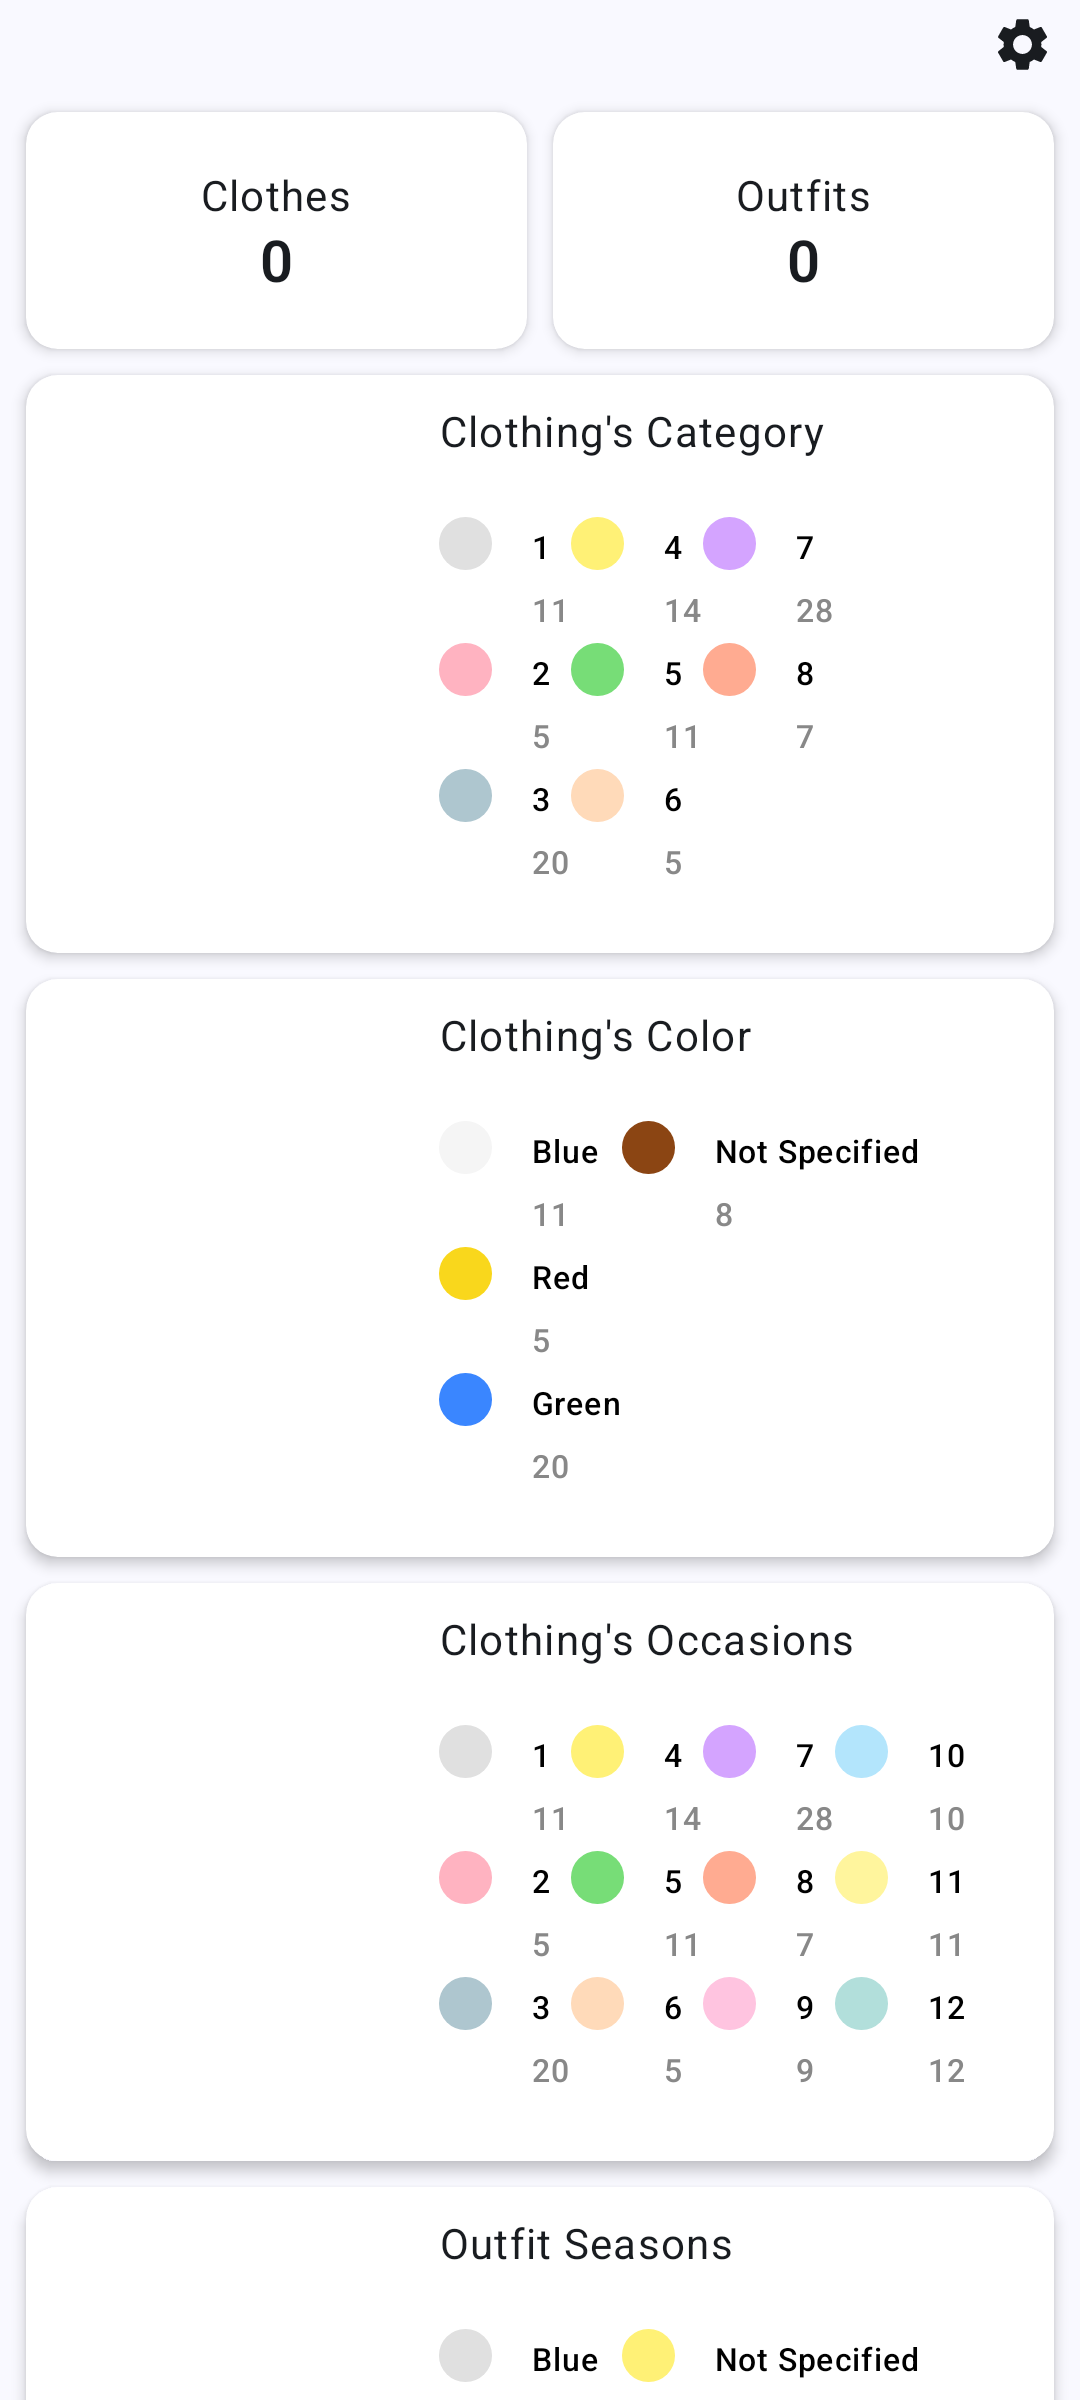 Clothes
0
Outfits
0
Clothing's Category
1 4 7
11 14 28
2 5 8
5 11 7
3 6
20 5
Clothing's Color
Blue Not Specified
11 8
Red
5
Green
20
Clothing's Occasions
1 4 7 10
11 14 28 10
2 5 8 11
5 11 7 11
3 6 9 12
20 5 9 12
Outfit Seasons
Blue Not Specified